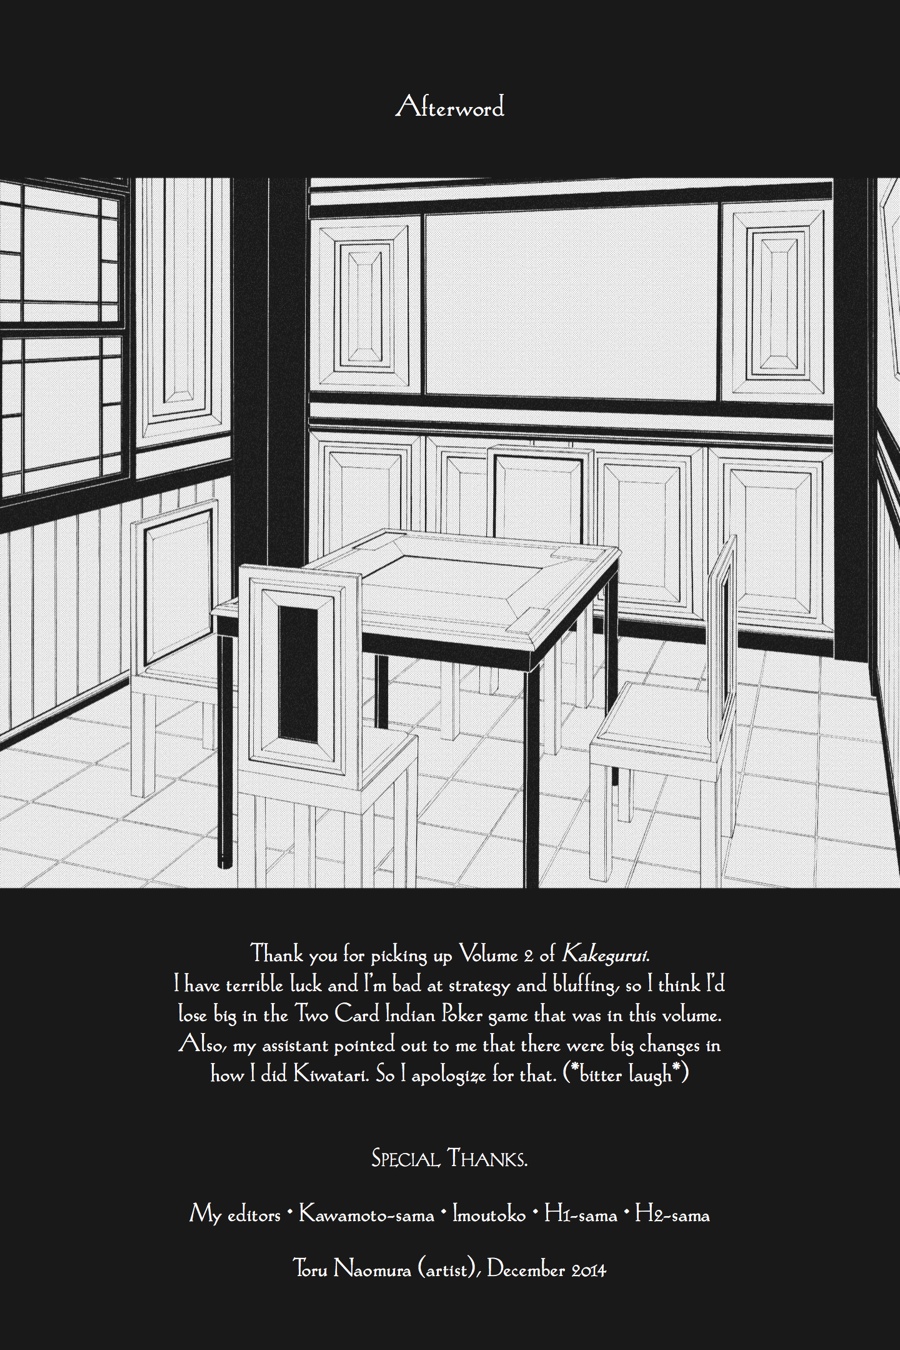 Afterword
Thank you for picking up Volume 2 of Kakegurui.
I have terrible luck and I'm bad at strategy and bluffing, so I think I'd
lose big in the Two Card Indian Poker game that was in this volume.
Also, my assistant pointed out to me that there were big changes in
how I did Kiwatari. So I apologize for that. (*bitter laugh*)
SPECIAL THANKS.
My editors • Kawamoto-sama • Imoutoko • H1-sama • H2-sama
Toru Naomura (artist), December 2014